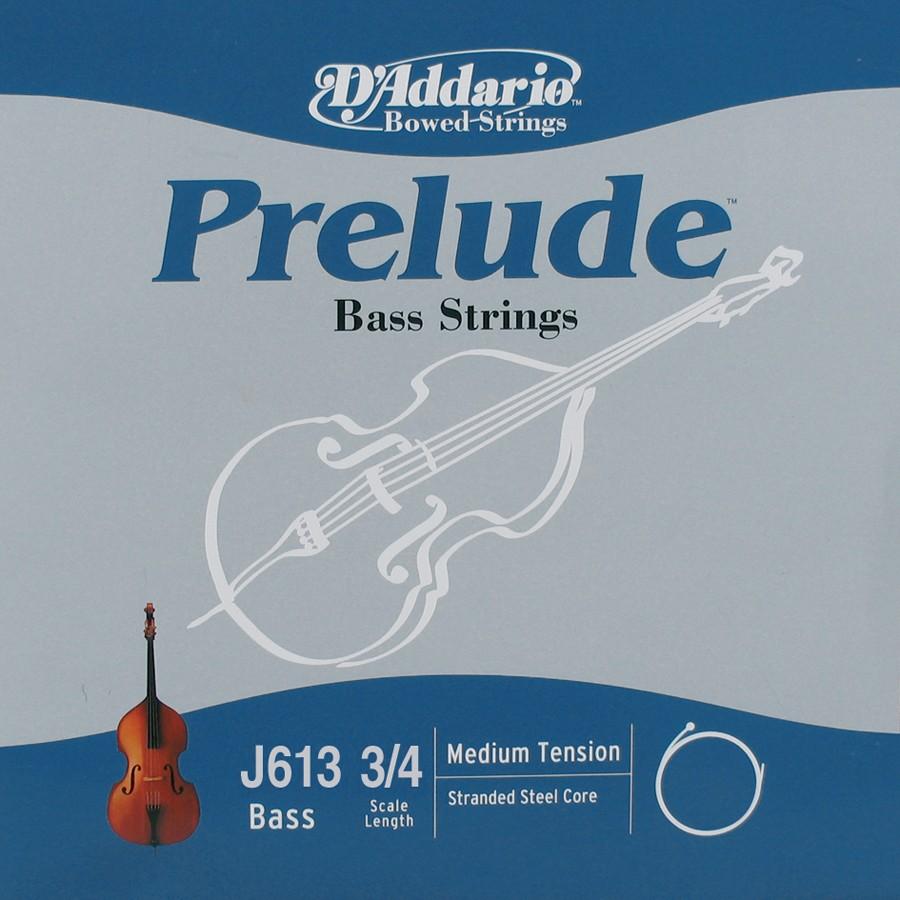 D'Addario™
Bowed Strings
Prelude™
Bass Strings
J613 3/4
Bass
Scale
Length
Medium Tension
Stranded Steel Core